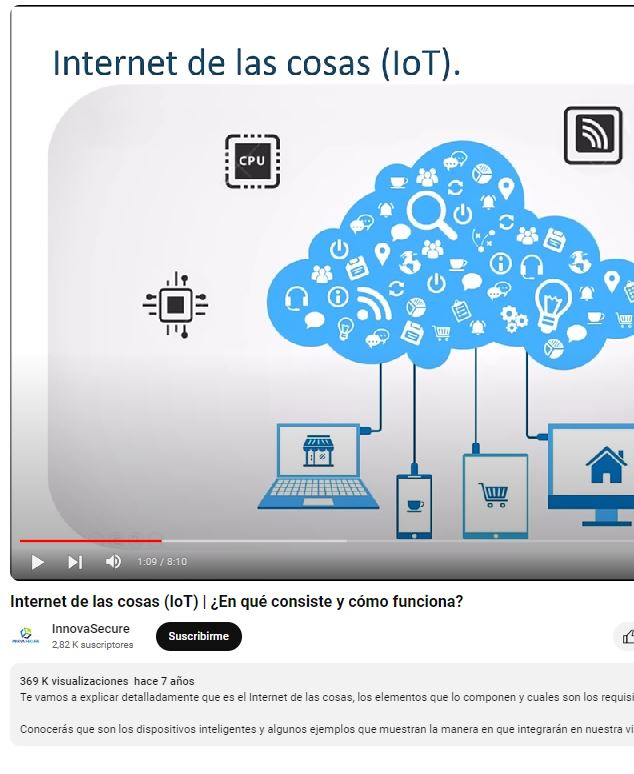 Internet de las cosas (IoT).
CPU
1:09 / 8:10
Internet de las cosas (IoT) | ¿En qué consiste y cómo funciona?
InnovaSecure
2,82 K suscriptores
Suscribirme
369 K visualizaciones hace 7 años
Te vamos a explicar detalladamente que es el Internet de las cosas, los elementos que lo componen y cuales son los requisi
Conocerás que son los dispositivos inteligentes y algunos ejemplos que muestran la manera en que integrarán en nuestra vi